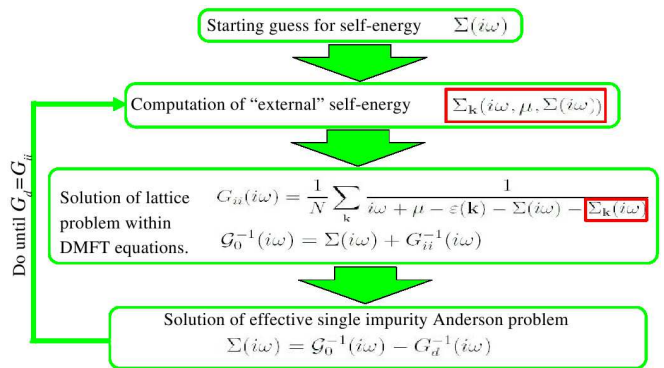 Starting guess for self-energy Σ(iω)
Computation of “external” self-energy Σ_k(iω, μ, Σ(iω))
Do until G_d=G_ii
Solution of lattice
problem within
DMFT equations.
G_ii(iω) = 1/N ∑_k 1/(iω + μ − ε(k) − Σ(iω) − Σ_k(iω)
𝒢_0^{-1}(iω) = Σ(iω) + G_ii^{-1}(iω)
Solution of effective single impurity Anderson problem
Σ(iω) = 𝒢_0^{-1}(iω) − G_d^{-1}(iω)